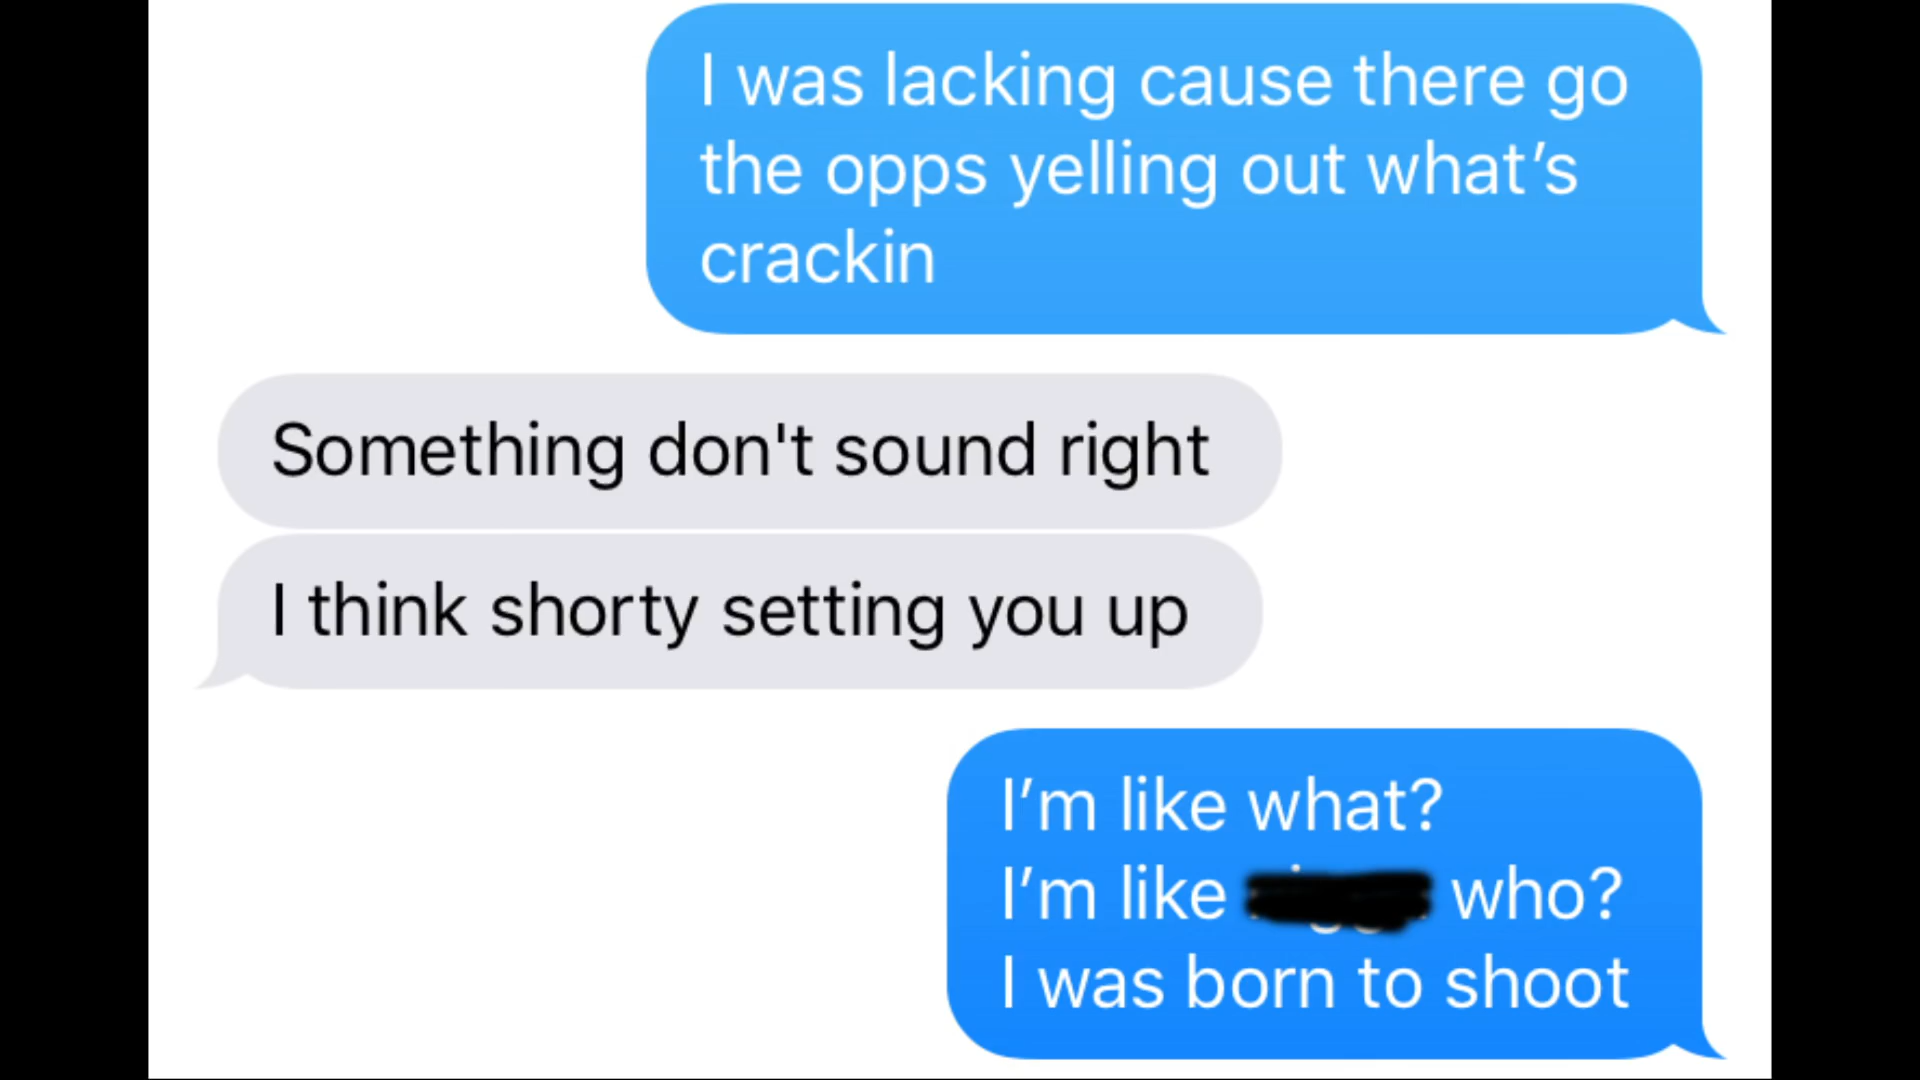 I was lacking cause there go
the opps yelling out what’s
crackin
Something don't sound right
I think shorty setting you up
I’m like what?
I’m like who?
I was born to shoot